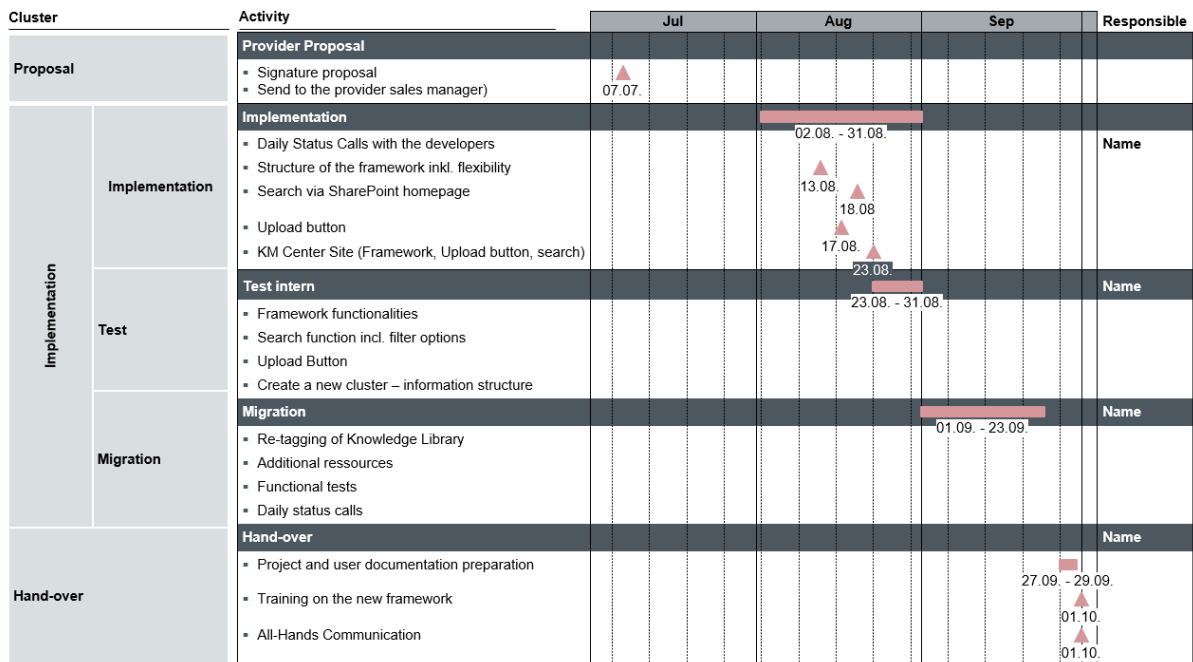 Cluster
Activity
Jul
Aug
Sep
Responsible
Proposal
Provider Proposal
▪ Signature proposal
▪ Send to the provider sales manager)
07.07.
Implementation
Implementation
Implementation
02.08. - 31.08.
▪ Daily Status Calls with the developers
Name
▪ Structure of the framework inkl. flexibility
13.08.
▪ Search via SharePoint homepage
18.08
▪ Upload button
17.08.
▪ KM Center Site (Framework, Upload button, search)
23.08.
Test
Test intern
Name
23.08. - 31.08.
▪ Framework functionalities
▪ Search function incl. filter options
▪ Upload Button
▪ Create a new cluster – information structure
Migration
Migration
Name
01.09. - 23.09.
▪ Re-tagging of Knowledge Library
▪ Additional ressources
▪ Functional tests
▪ Daily status calls
Hand-over
Hand-over
Name
▪ Project and user documentation preparation
27.09. - 29.09.
▪ Training on the new framework
01.10.
▪ All-Hands Communication
01.10.